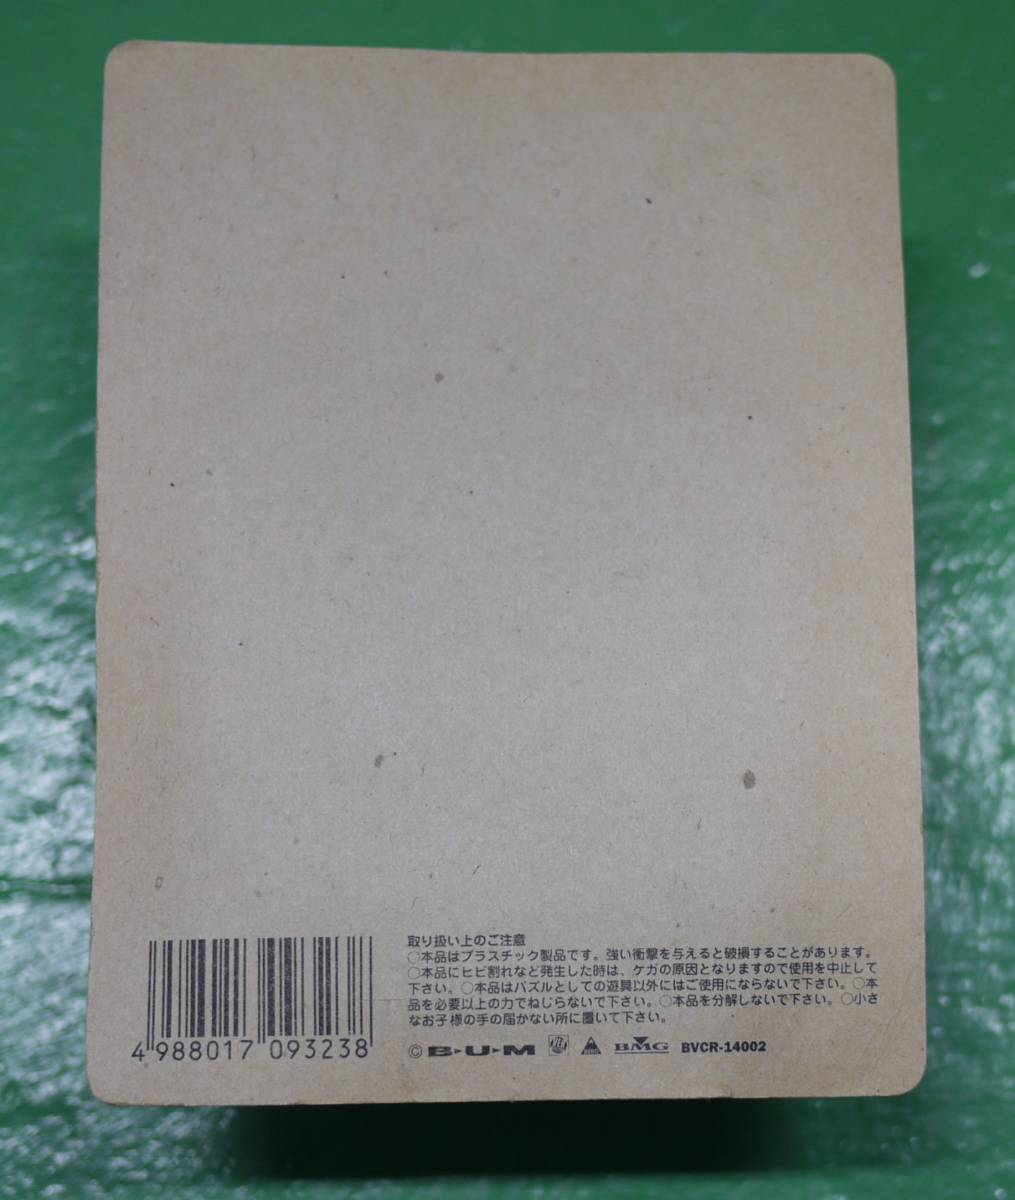 取り扱い上のご注意
○本品はプラスチック製品です。強い衝撃を与えると破損することがあります。
○本品にヒビ割れなど発生した時は、ケガの原因となりますので使用を中止して
下さい。○本品はパズルとしての遊具以外にはご使用にならないで下さい。○本
品を必要以上の力でねじらないで下さい。○本品を分解しないで下さい。○小さ
なお子様の手の届かない所に置いて下さい。
4 988017 093238
© B・U・M BMG BVCR-14002